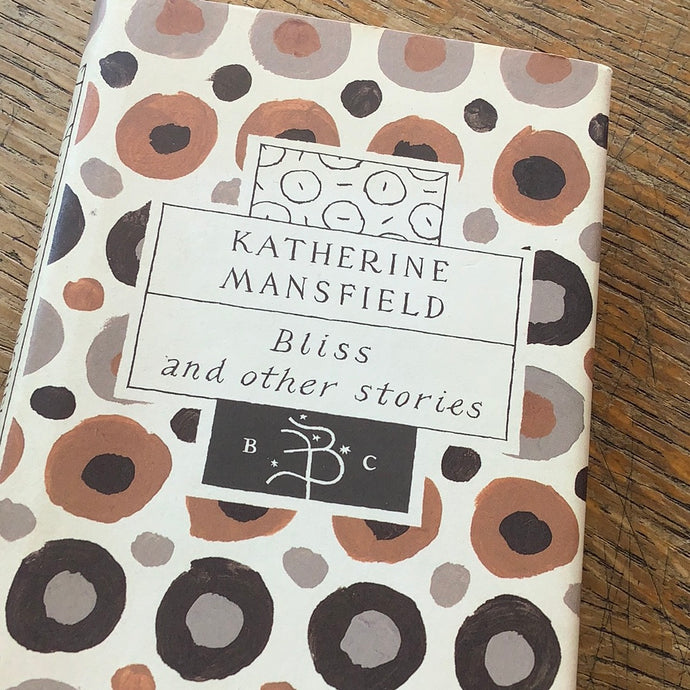 KATHERINE
MANSFIELD
Bliss
and other stories
B B C